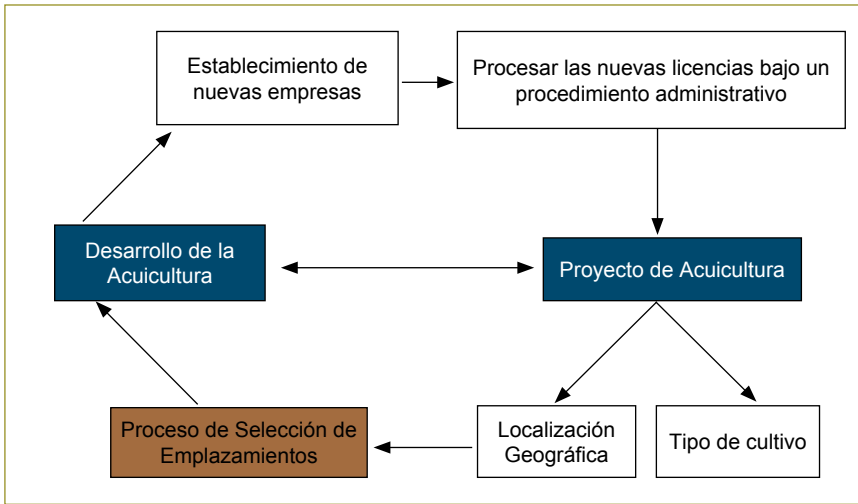 Establecimiento de
nuevas empresas
Procesar las nuevas licencias bajo un
procedimiento administrativo
Desarrollo de la
Acuicultura
Proyecto de Acuicultura
Proceso de Selección de
Emplazamientos
Localización
Geográfica
Tipo de cultivo